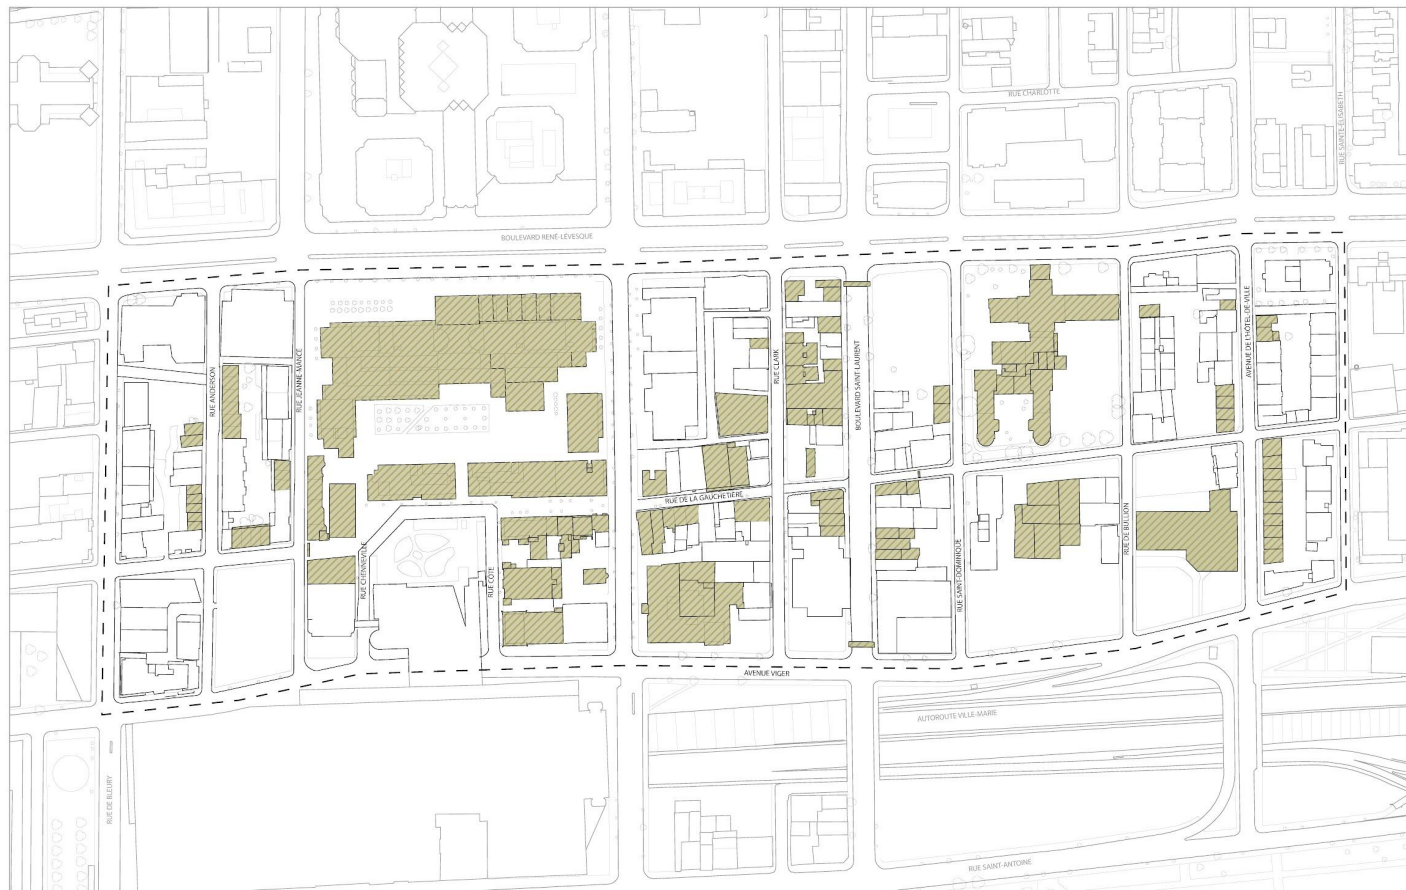 RUE CHARLOTTE
RUE SAINTE-ÉLISABETH
BOULEVARD RENÉ-LÉVESQUE
RUE ANDERSON
RUE JEANNE-MANCE
RUE CLARK
BOULEVARD SAINT-LAURENT
AVENUE DE L'HÔTEL-DE-VILLE
RUE DE LA GAUCHETIÈRE
RUE CHENNEVILLE
RUE CÔTÉ
RUE SAINT-DOMINIQUE
RUE DE BULLION
AVENUE VIGER
AUTOROUTE VILLE-MARIE
RUE DE BLEURY
RUE SAINT-ANTOINE